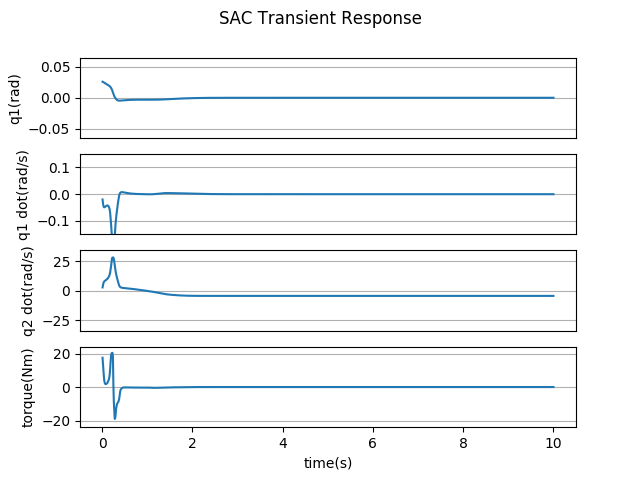 SAC Transient Response
q1(rad)
0.05
0.00
−0.05
q1 dot(rad/s)
0.1
0.0
−0.1
q2 dot(rad/s)
25
0
−25
torque(Nm)
20
0
−20
0 2 4 6 8 10
time(s)